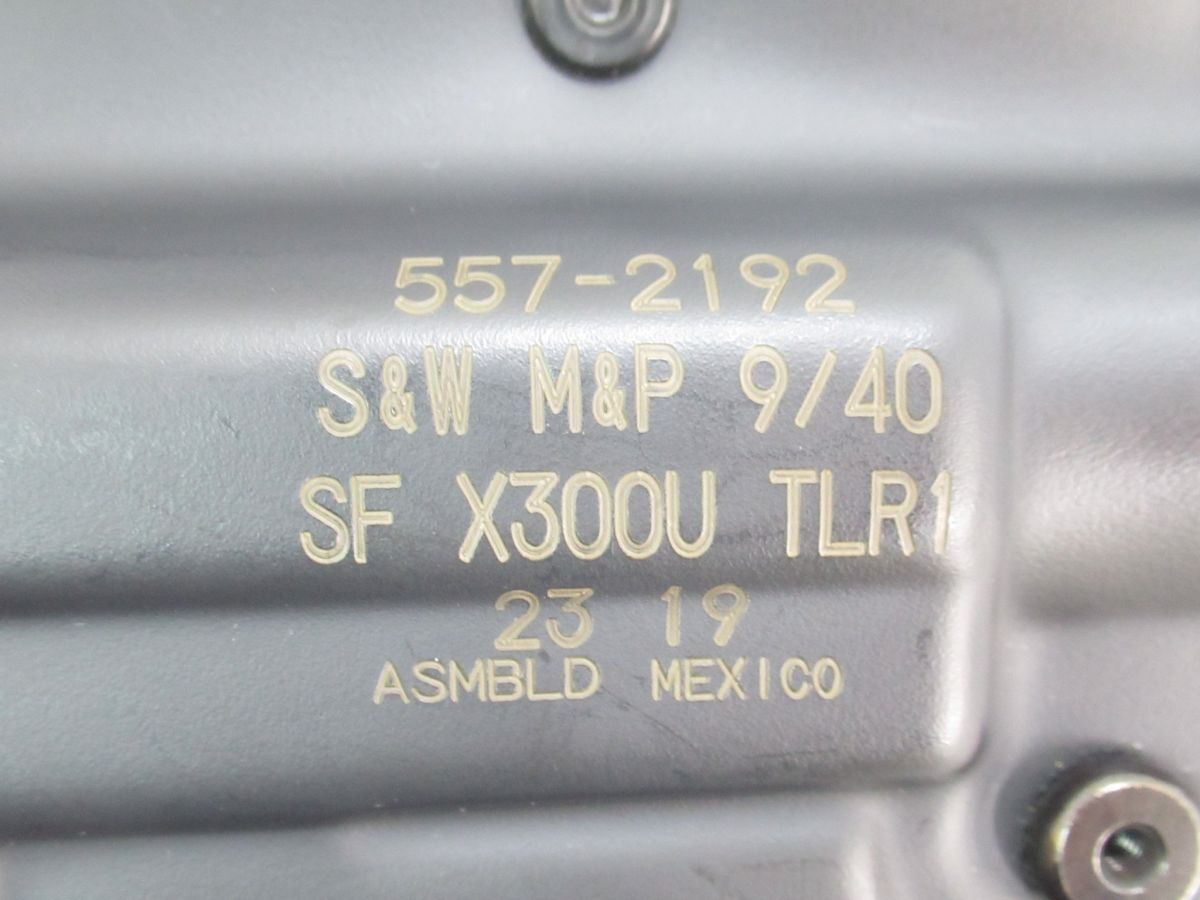 557-2192
S&W M&P 9/40
SF X300U TLR1
23 19
ASMBLD MEXICO